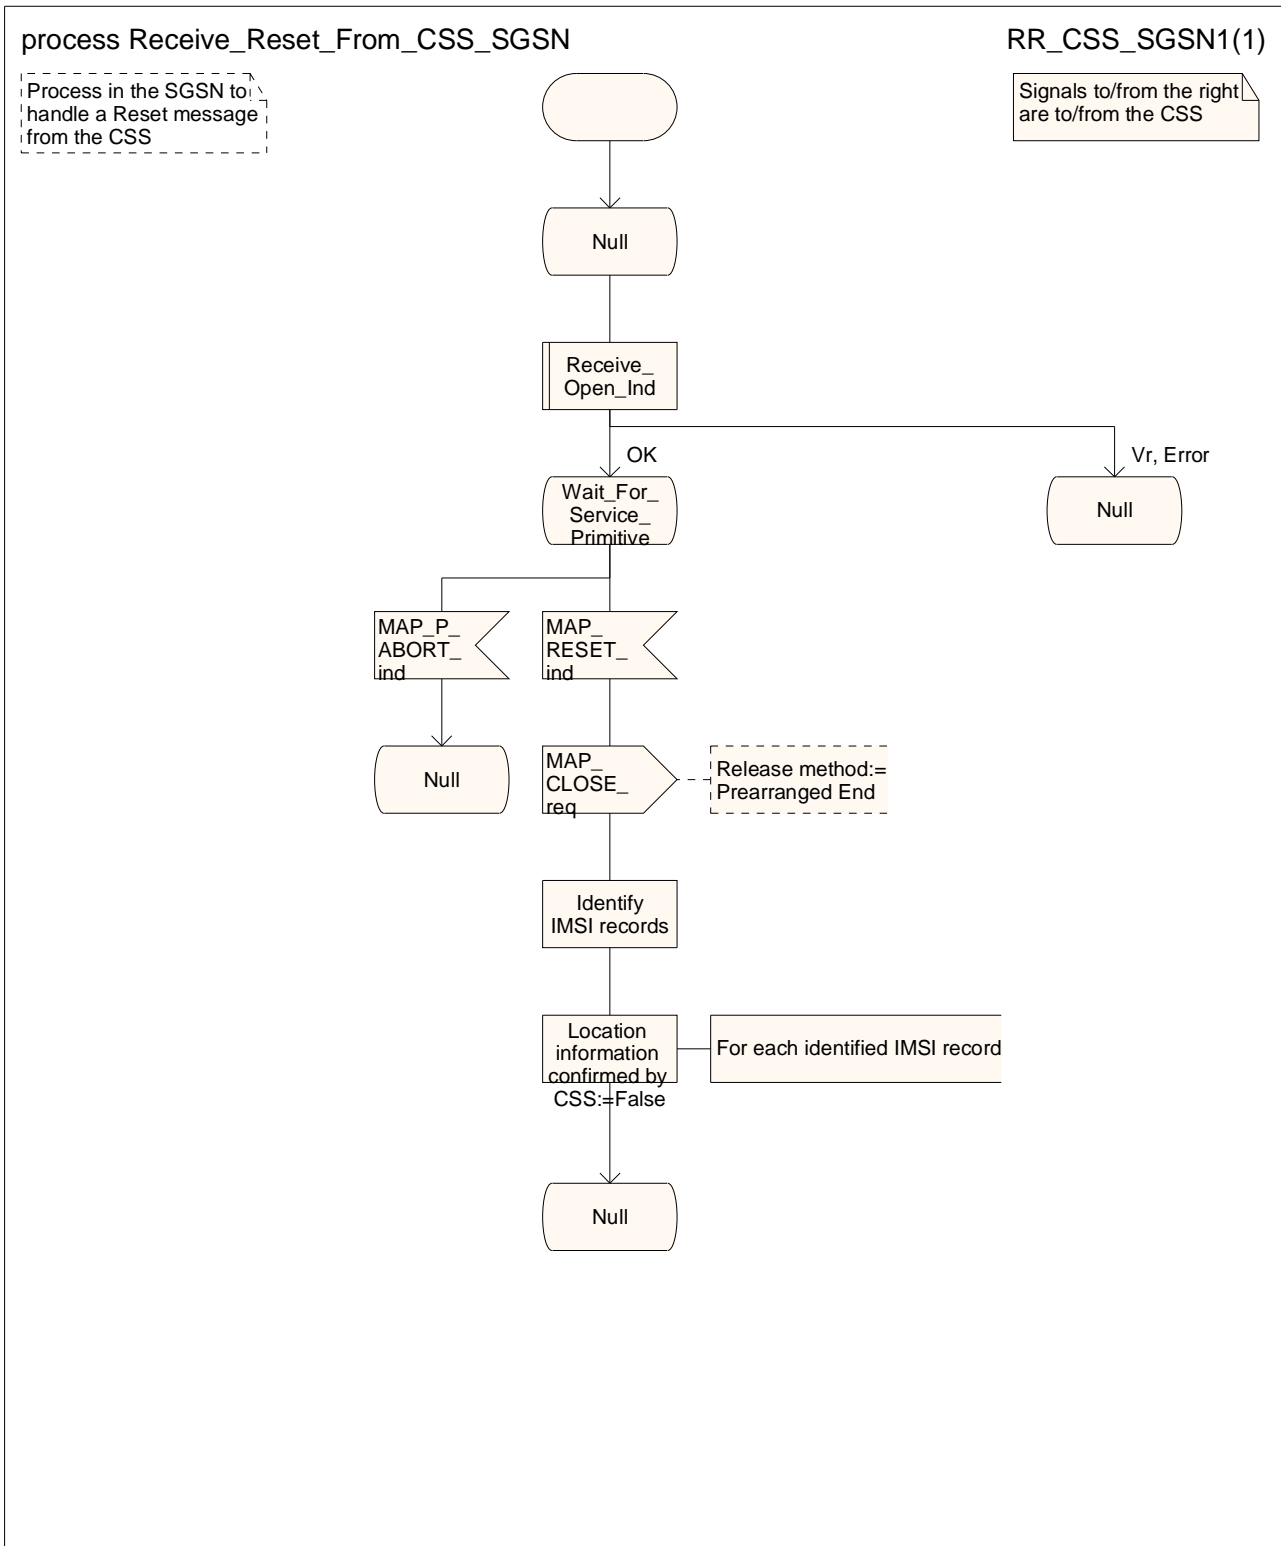 process Receive_Reset_From_CSS_SGSN
RR_CSS_SGSN1(1)
Process in the SGSN to
handle a Reset message
from the CSS
Signals to/from the right
are to/from the CSS
Null
Receive_
Open_Ind
OK
Vr, Error
Wait_For_
Service_
Primitive
Null
MAP_P_
ABORT_
ind
MAP_
RESET_
ind
Null
MAP_
CLOSE_
req
Release method:=
Prearranged End
Identify
IMSI records
Location
information
confirmed by
CSS:=False
For each identified IMSI record
Null